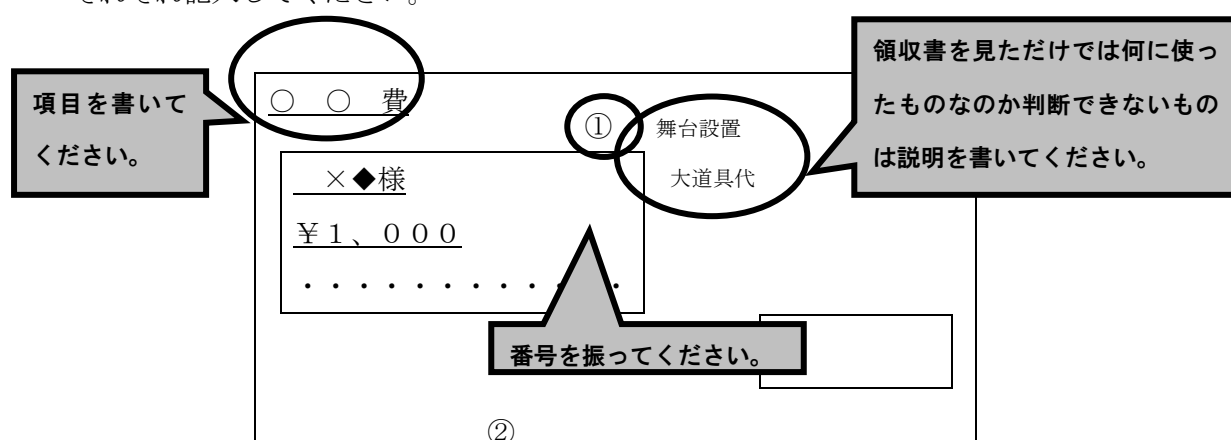 それぞれ記入してください。
項目を書いて
ください。
○ ○ 費
①
舞台設置
大道具代
領収書を見ただけでは何に使っ
たものなのか判断できないもの
は説明を書いてください。
×◆様
￥１、０００
・・・・・・・・・・・・
番号を振ってください。
②